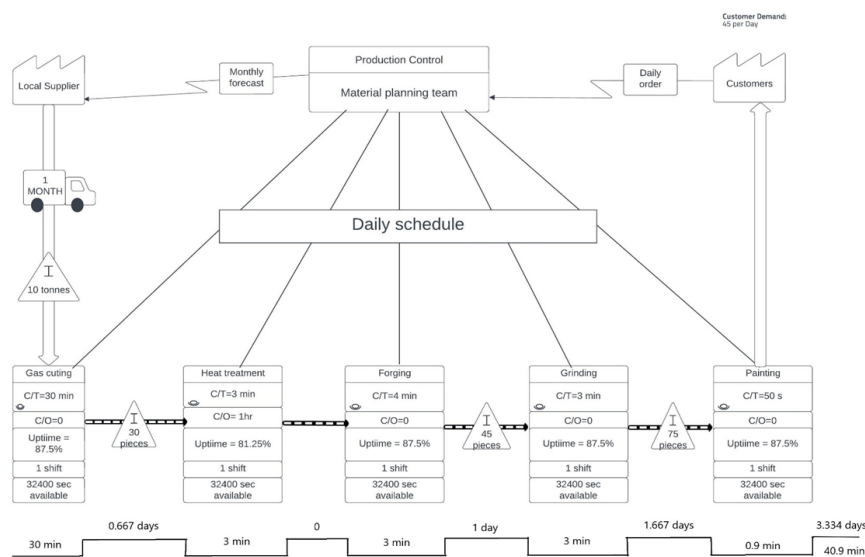 Customer Demand:
45 per Day
Local Supplier
Monthly
forecast
Production Control
Material planning team
Daily
order
Customers
1
MONTH
Daily schedule
I
10 tonnes
Gas cuting
C/T=30 min
C/O=0
Uptiime =
87.5%
1 shift
32400 sec
available
I
30
pieces
Heat treatment
C/T=3 min
C/O= 1hr
Uptiime = 81.25%
1 shift
32400 sec
available
Forging
C/T=4 min
C/O=0
Uptiime = 87.5%
1 shift
32400 sec
available
I
45
pieces
Grinding
C/T=3 min
C/O=0
Uptiime = 87.5%
1 shift
32400 sec
available
I
75
pieces
Painting
C/T=50 s
C/O=0
Uptiime = 87.5%
1 shift
32400 sec
available
0.667 days
0
1 day
1.667 days
3.334 days
30 min
3 min
3 min
3 min
0.9 min
40.9 min